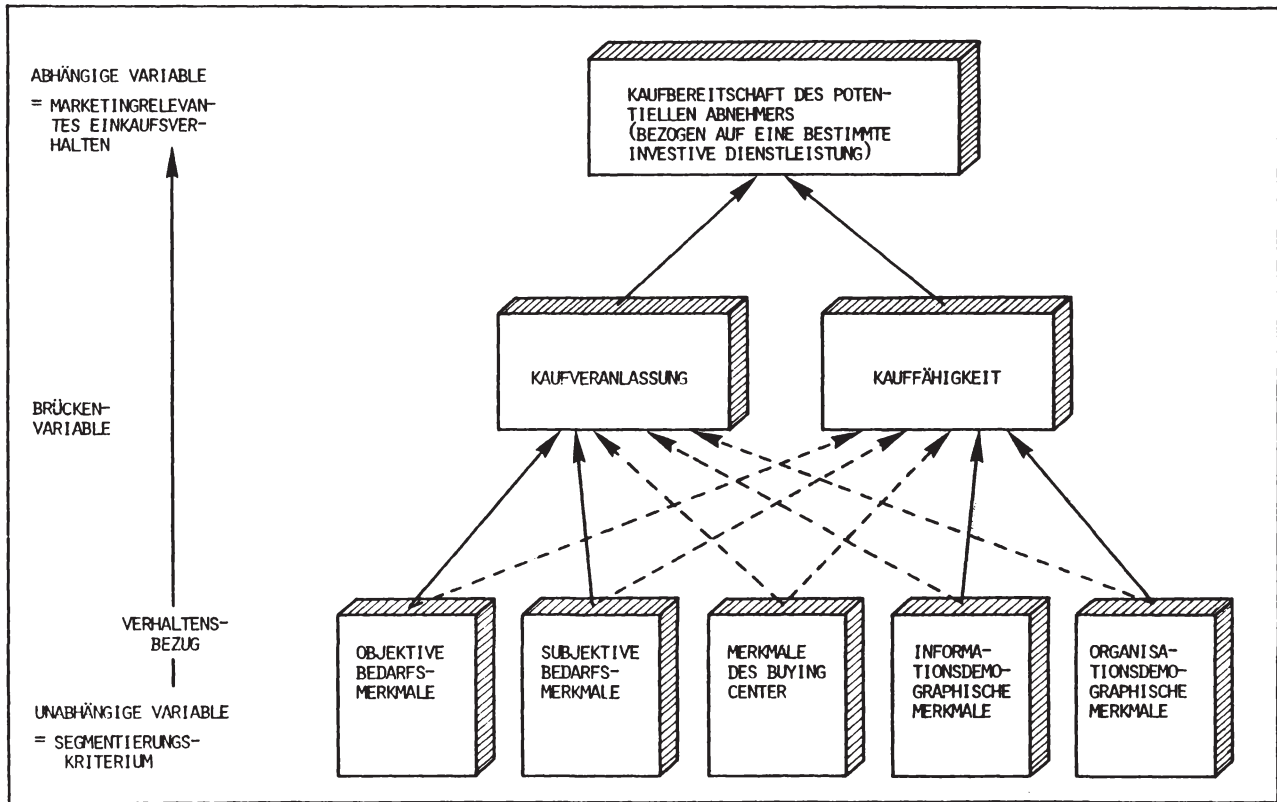 ABHÄNGIGE VARIABLE
= MARKETINGRELEVAN-
TES EINKAUFSVER-
HALTEN
KAUFBEREITSCHAFT DES POTEN-
TIELLEN ABNEHMERS
(BEZOGEN AUF EINE BESTIMMTE
INVESTIVE DIENSTLEISTUNG)
BRÜCKEN-
VARIABLE
KAUFVERANLASSUNG
KAUFFÄHIGKEIT
VERHALTENS-
BEZUG
UNABHÄNGIGE VARIABLE
= SEGMENTIERUNGS-
KRITERIUM
OBJEKTIVE
BEDARFS-
MERKMALE
SUBJEKTIVE
BEDARFS-
MERKMALE
MERKMALE
DES BUYING
CENTER
INFORMA-
TIONSDEMO-
GRAPHISCHE
MERKMALE
ORGANISA-
TIONSDEMO-
GRAPHISCHE
MERKMALE